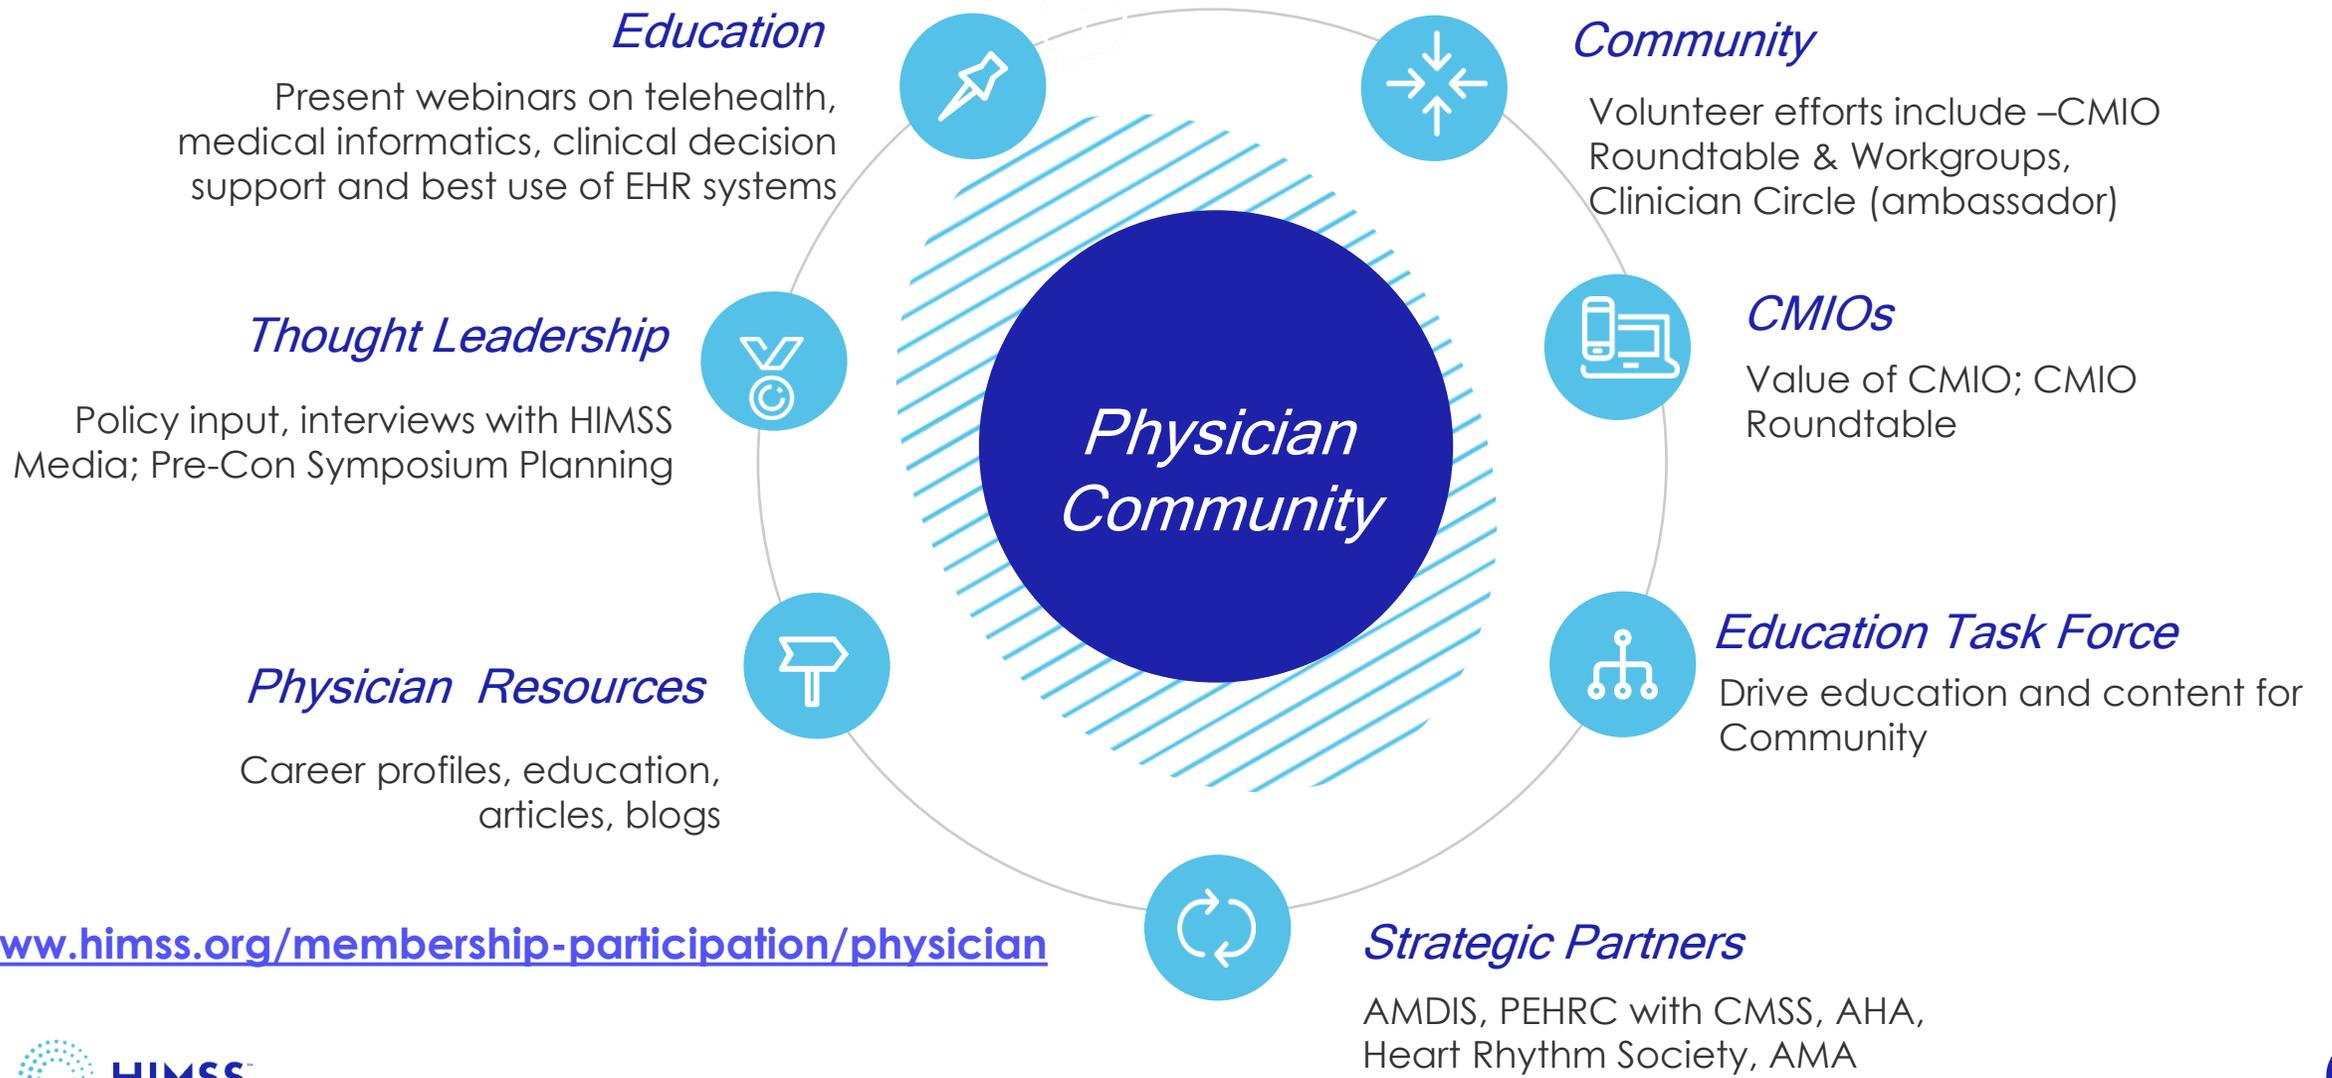 Education
Present webinars on telehealth,
medical informatics, clinical decision
support and best use of EHR systems
Thought Leadership
Policy input, interviews with HIMSS
Media; Pre-Con Symposium Planning
Physician Resources
Career profiles, education,
articles, blogs
ww.himss.org/membership-participation/physician
Physician
Community
Community
Volunteer efforts include –CMIO
Roundtable & Workgroups,
Clinician Circle (ambassador)
CMIOs
Value of CMIO; CMIO
Roundtable
Education Task Force
Drive education and content for
Community
Strategic Partners
AMDIS, PEHRC with CMSS, AHA,
Heart Rhythm Society, AMA
HIMSS